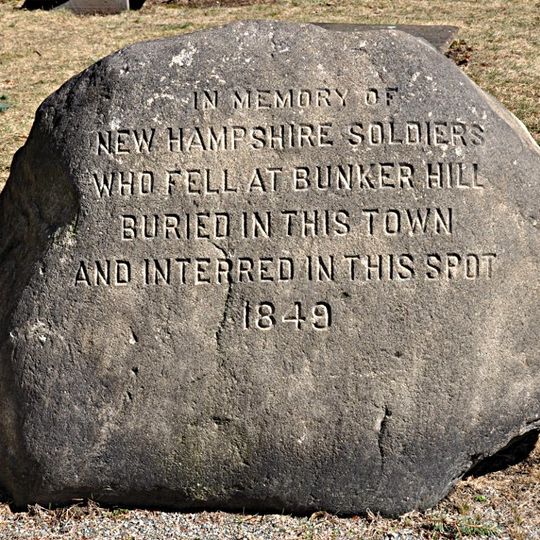 IN MEMORY OF
NEW HAMPSHIRE SOLDIERS
WHO FELL AT BUNKER HILL
BURIED IN THIS TOWN
AND INTERRED IN THIS SPOT
1849